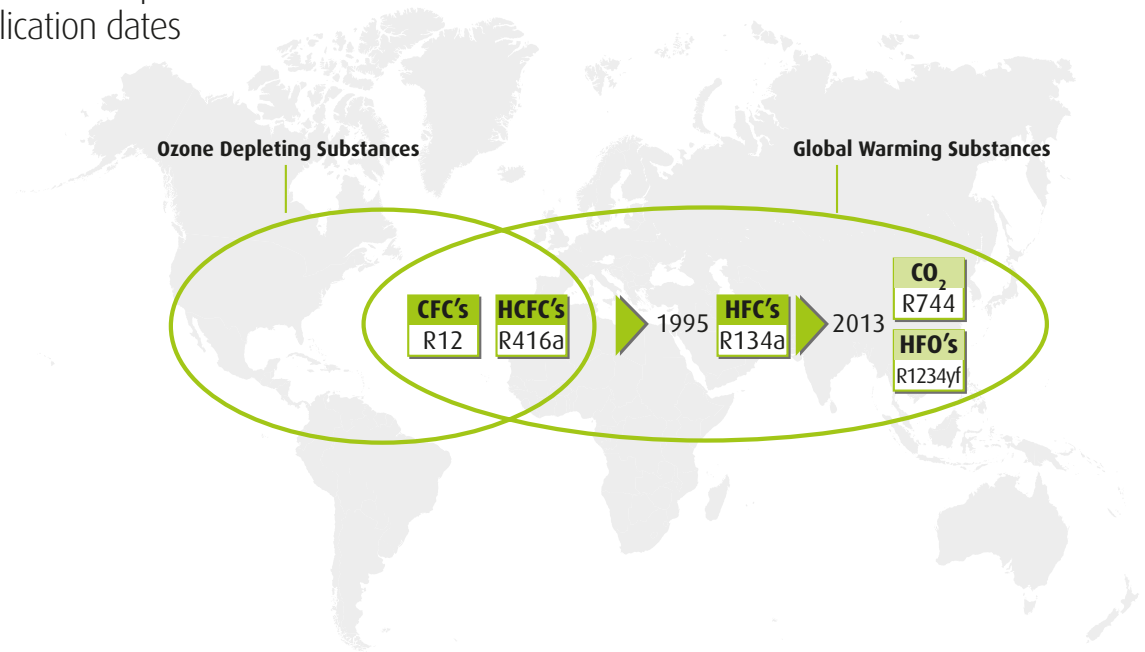 lication dates
Ozone Depleting Substances
Global Warming Substances
CFC's
R12
HCFC's
R416a
1995
HFC's
R134a
2013
CO₂
R744
HFO's
R1234yf